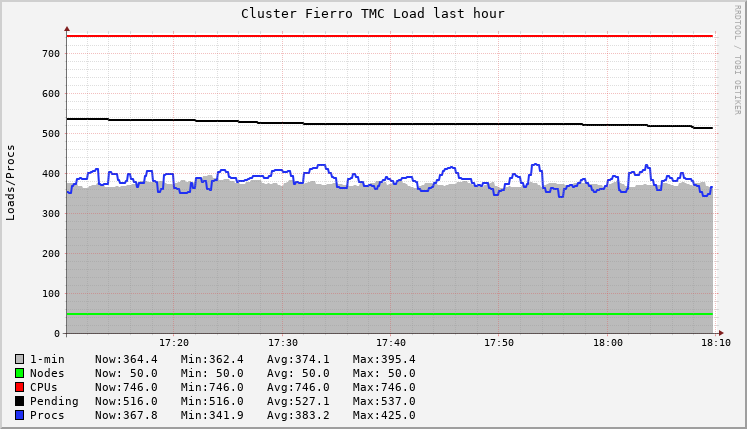 Cluster Fierro TMC Load last hour
RRDTOOL / TOBI OETIKER
Loads/Procs
700
600
500
400
300
200
100
0
17:20 17:30 17:40 17:50 18:00 18:10
1-min Now:364.4 Min:362.4 Avg:374.1 Max:395.4
Nodes Now: 50.0 Min: 50.0 Avg: 50.0 Max: 50.0
CPUs Now:746.0 Min:746.0 Avg:746.0 Max:746.0
Pending Now:516.0 Min:516.0 Avg:527.1 Max:537.0
Procs Now:367.8 Min:341.9 Avg:383.2 Max:425.0